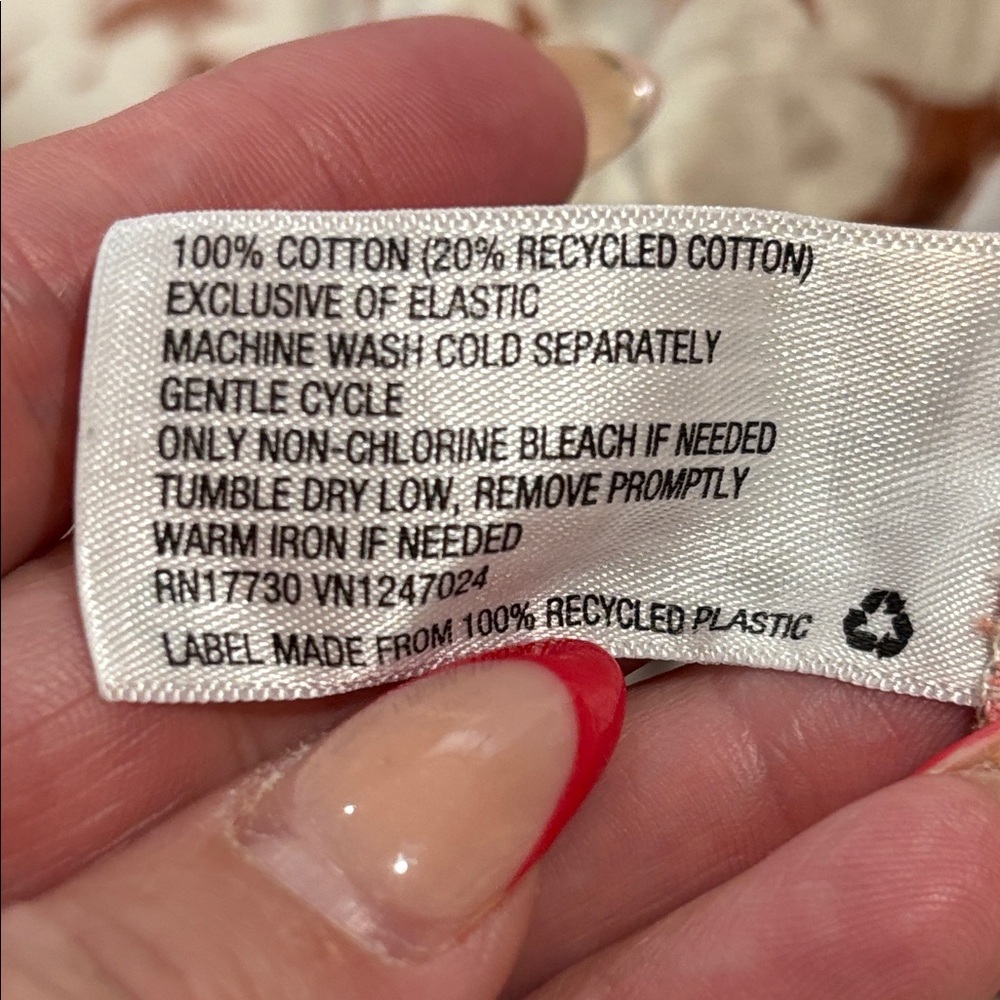 100% COTTON (20% RECYCLED COTTON)
EXCLUSIVE OF ELASTIC
MACHINE WASH COLD SEPARATELY
GENTLE CYCLE
ONLY NON-CHLORINE BLEACH IF NEEDED
TUMBLE DRY LOW, REMOVE PROMPTLY
WARM IRON IF NEEDED
RN17730 VN1247024
LABEL MADE FROM 100% RECYCLED PLASTIC